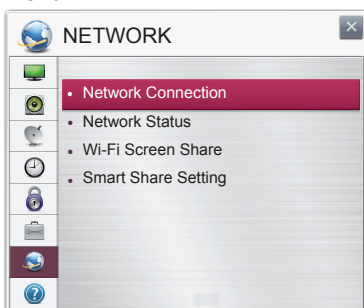 NETWORK
Network Connection
Network Status
Wi-Fi Screen Share
Smart Share Setting